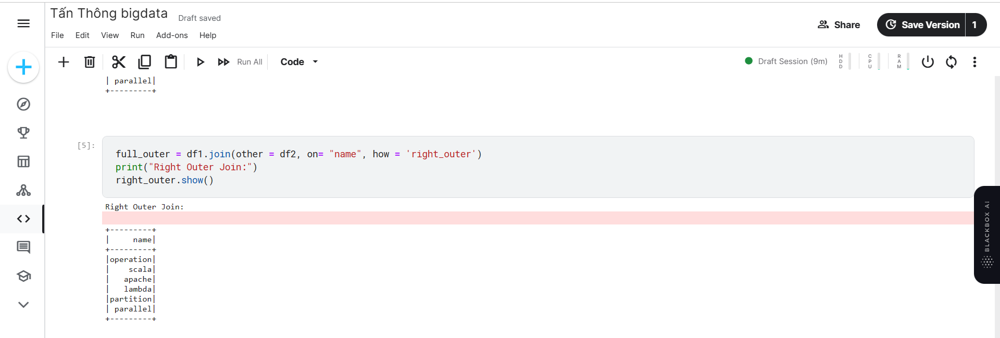 Tấn Thông bigdata
Draft saved
File Edit View Run Add-ons Help
Share
Save Version 1
Run All
Code
Draft Session (9m)
HDD
CPU
RAM
| parallel|
+---------+
[5]:
full_outer = df1.join(other = df2, on= "name", how = 'right_outer')
print("Right Outer Join:")
right_outer.show()
Right Outer Join:
+---------+
|     name|
+---------+
|operation|
|    scala|
|   apache|
|   lambda|
|partition|
| parallel|
+---------+
BLACKBOX AI